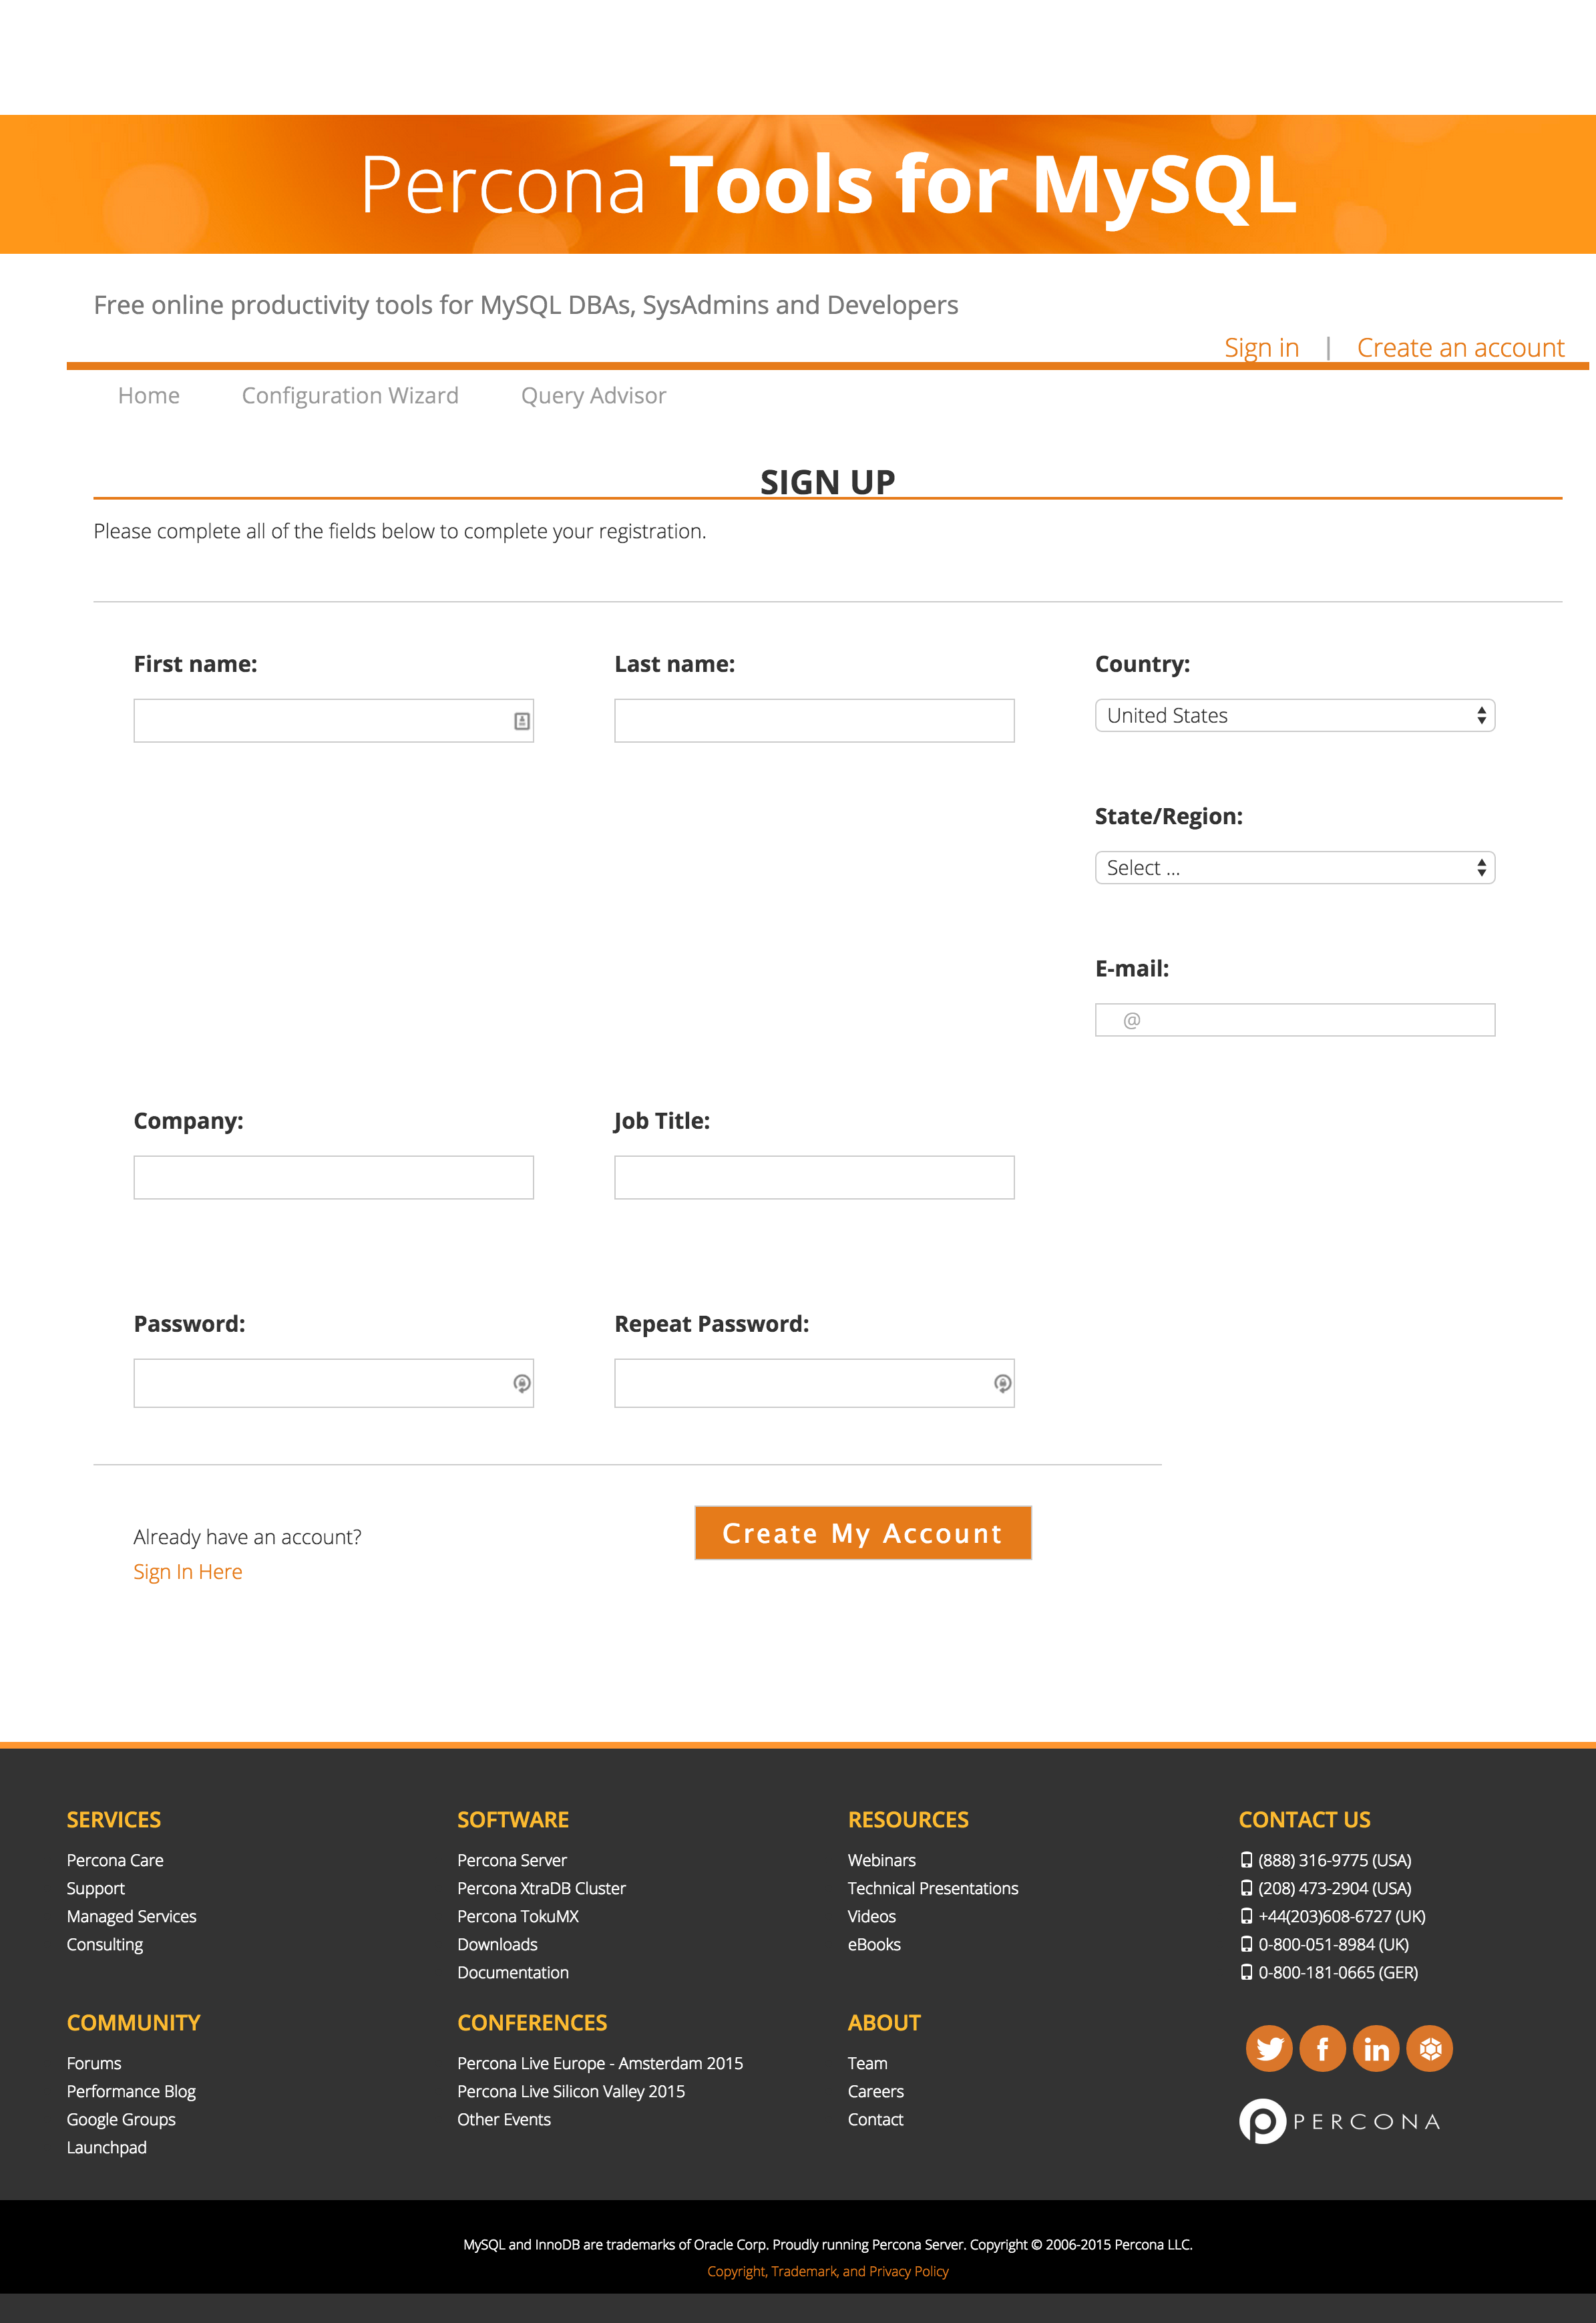 Percona Tools for MySQL
Free online productivity tools for MySQL DBAs, SysAdmins and Developers
Sign in | Create an account
Home Configuration Wizard Query Advisor
SIGN UP
Please complete all of the fields below to complete your registration.
First name: Last name: Country:
United States
State/Region:
Select ...
E-mail:
@
Company: Job Title:
Password: Repeat Password:
Already have an account?
Create My Account
Sign In Here
SERVICES
Percona Care
Support
Managed Services
Consulting
SOFTWARE
Percona Server
Percona XtraDB Cluster
Percona TokuMX
Downloads
Documentation
RESOURCES
Webinars
Technical Presentations
Videos
eBooks
CONTACT US
(888) 316-9775 (USA)
(208) 473-2904 (USA)
+44(203)608-6727 (UK)
0-800-051-8984 (UK)
0-800-181-0665 (GER)
COMMUNITY
Forums
Performance Blog
Google Groups
Launchpad
CONFERENCES
Percona Live Europe - Amsterdam 2015
Percona Live Silicon Valley 2015
Other Events
ABOUT
Team
Careers
Contact
PERCONA
MySQL and InnoDB are trademarks of Oracle Corp. Proudly running Percona Server. Copyright © 2006-2015 Percona LLC.
Copyright, Trademark, and Privacy Policy